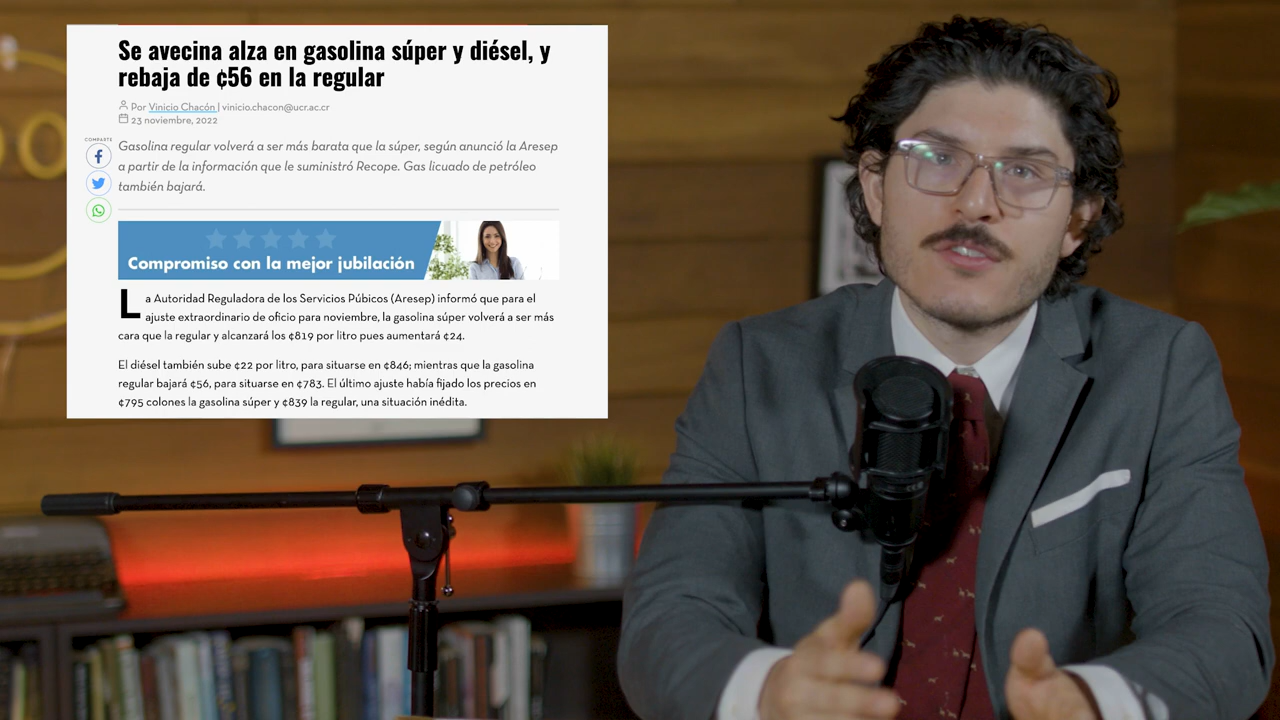 Se avecina alza en gasolina súper y diésel, y
rebaja de ₡56 en la regular
Por Vinicio Chacón | vinicio.chacon@ucr.ac.cr
23 noviembre, 2022
COMPARTE
Gasolina regular volverá a ser más barata que la súper, según anunció la Aresep
a partir de la información que le suministró Recope. Gas licuado de petróleo
también bajará.
Compromiso con la mejor jubilación
La Autoridad Reguladora de los Servicios Púbicos (Aresep) informó que para el
ajuste extraordinario de oficio para noviembre, la gasolina súper volverá a ser más
cara que la regular y alcanzará los ₡819 por litro pues aumentará ₡24.
El diésel también sube ₡22 por litro, para situarse en ₡846; mientras que la gasolina
regular bajará ₡56, para situarse en ₡783. El último ajuste había fijado los precios en
₡795 colones la gasolina súper y ₡839 la regular, una situación inédita.